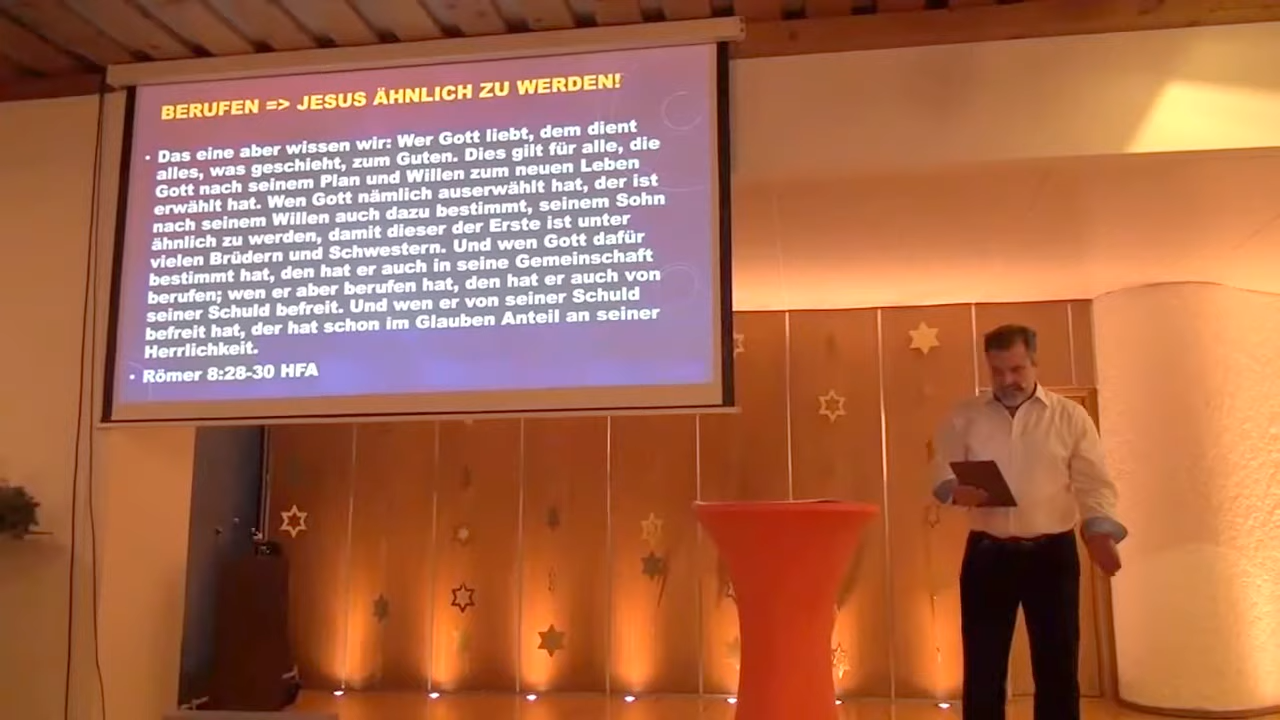 BERUFEN => JESUS ÄHNLICH ZU WERDEN!
• Das eine aber wissen wir: Wer Gott liebt, dem dient
alles, was geschieht, zum Guten. Dies gilt für alle, die
Gott nach seinem Plan und Willen zum neuen Leben
erwählt hat. Wen Gott nämlich auserwählt hat, der ist
nach seinem Willen auch dazu bestimmt, seinem Sohn
ähnlich zu werden, damit dieser der Erste ist unter
vielen Brüdern und Schwestern. Und wen Gott dafür
bestimmt hat, den hat er auch in seine Gemeinschaft
berufen; wen er aber berufen hat, den hat er auch von
seiner Schuld befreit. Und wen er von seiner Schuld
befreit hat, der hat schon im Glauben Anteil an seiner
Herrlichkeit.
• Römer 8:28-30 HFA